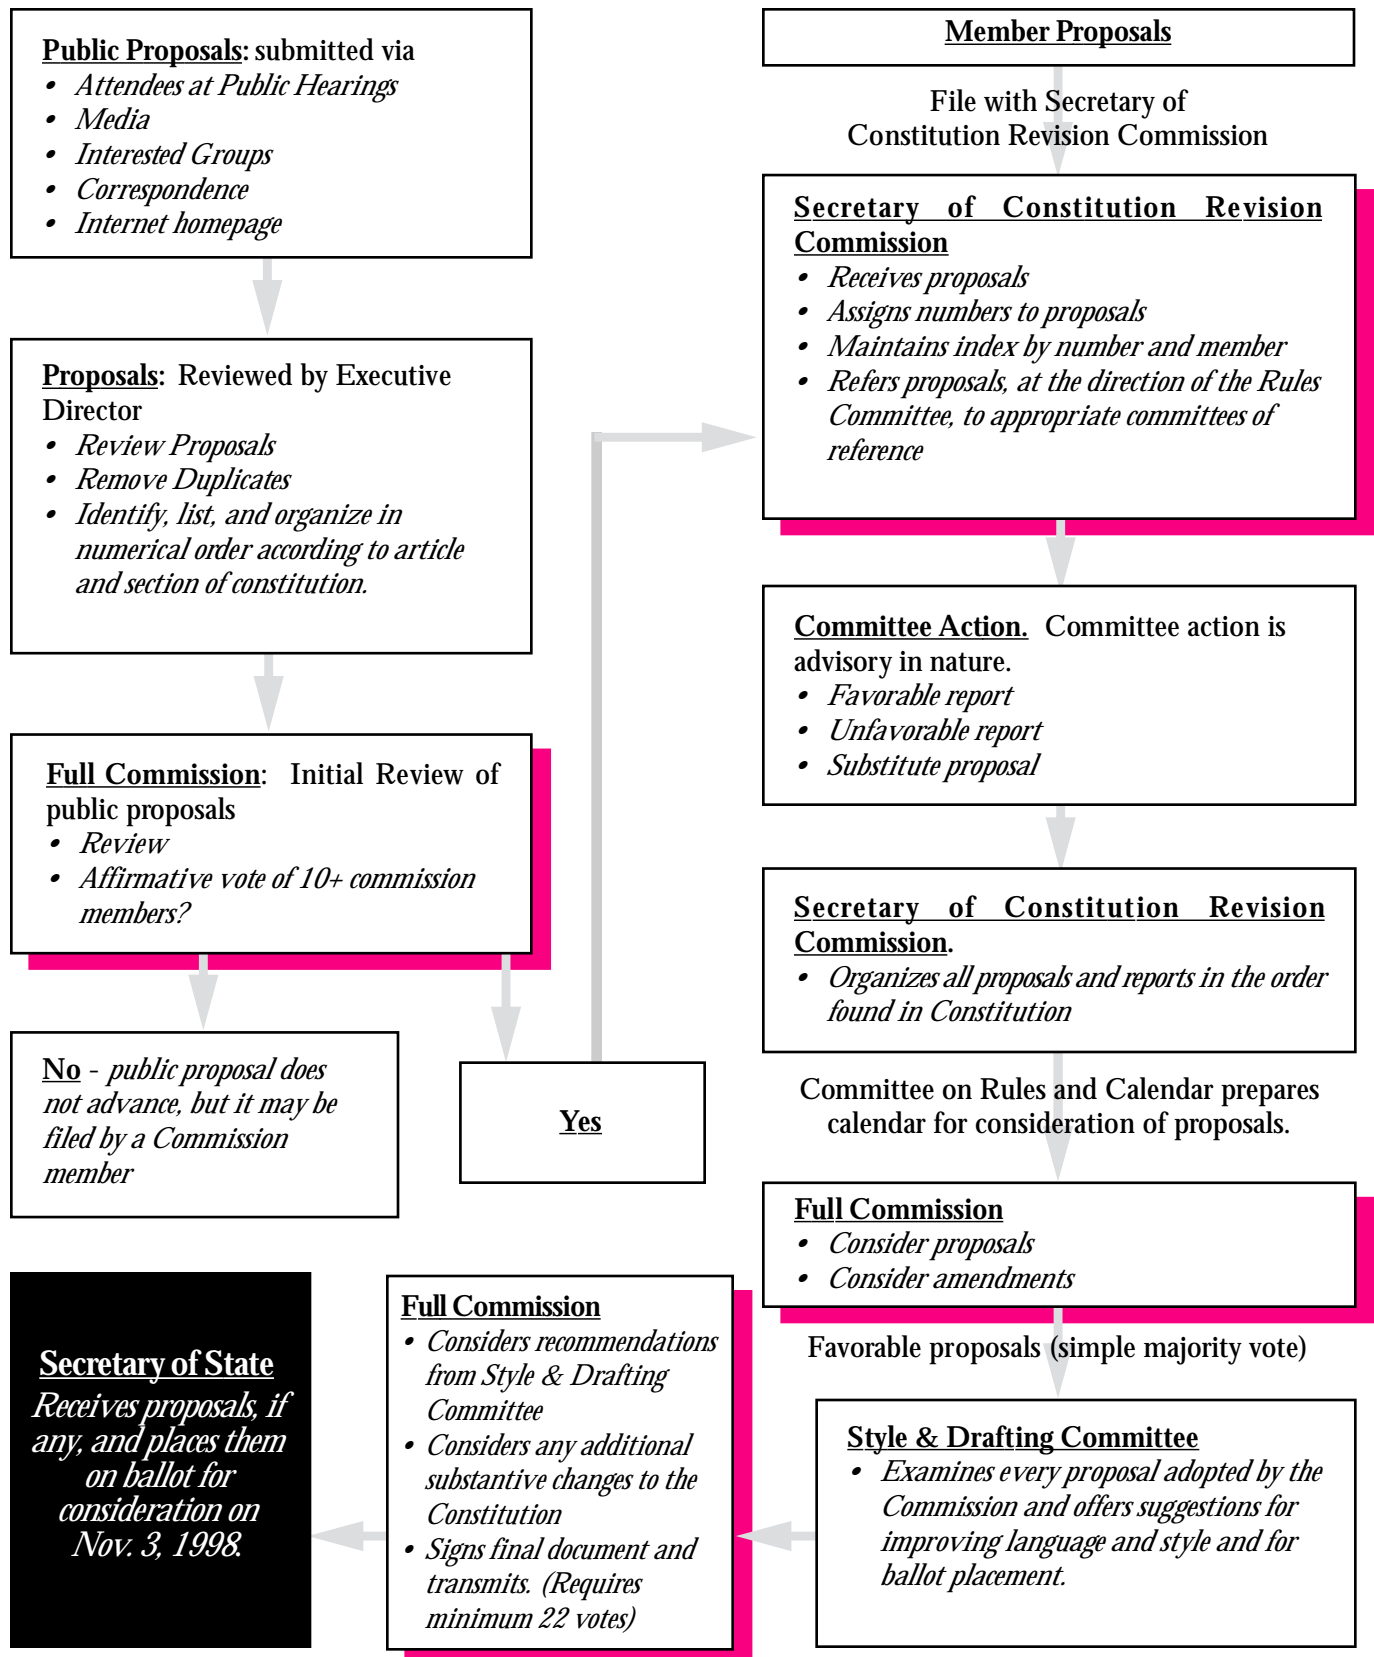 Public Proposals: submitted via
• Attendees at Public Hearings
• Media
• Interested Groups
• Correspondence
• Internet homepage
Proposals: Reviewed by Executive
Director
• Review Proposals
• Remove Duplicates
• Identify, list, and organize in
numerical order according to article
and section of constitution.
Full Commission: Initial Review of
public proposals
• Review
• Affirmative vote of 10+ commission
members?
No - public proposal does
not advance, but it may be
filed by a Commission
member
Yes
Member Proposals
File with Secretary of
Constitution Revision Commission
Secretary of Constitution Revision
Commission
• Receives proposals
• Assigns numbers to proposals
• Maintains index by number and member
• Refers proposals, at the direction of the Rules
Committee, to appropriate committees of
reference
Committee Action. Committee action is
advisory in nature.
• Favorable report
• Unfavorable report
• Substitute proposal
Secretary of Constitution Revision
Commission.
• Organizes all proposals and reports in the order
found in Constitution
Committee on Rules and Calendar prepares
calendar for consideration of proposals.
Full Commission
• Consider proposals
• Consider amendments
Favorable proposals (simple majority vote)
Style & Drafting Committee
• Examines every proposal adopted by the
Commission and offers suggestions for
improving language and style and for
ballot placement.
Full Commission
• Considers recommendations
from Style & Drafting
Committee
• Considers any additional
substantive changes to the
Constitution
• Signs final document and
transmits. (Requires
minimum 22 votes)
Secretary of State
Receives proposals, if
any, and places them
on ballot for
consideration on
Nov. 3, 1998.